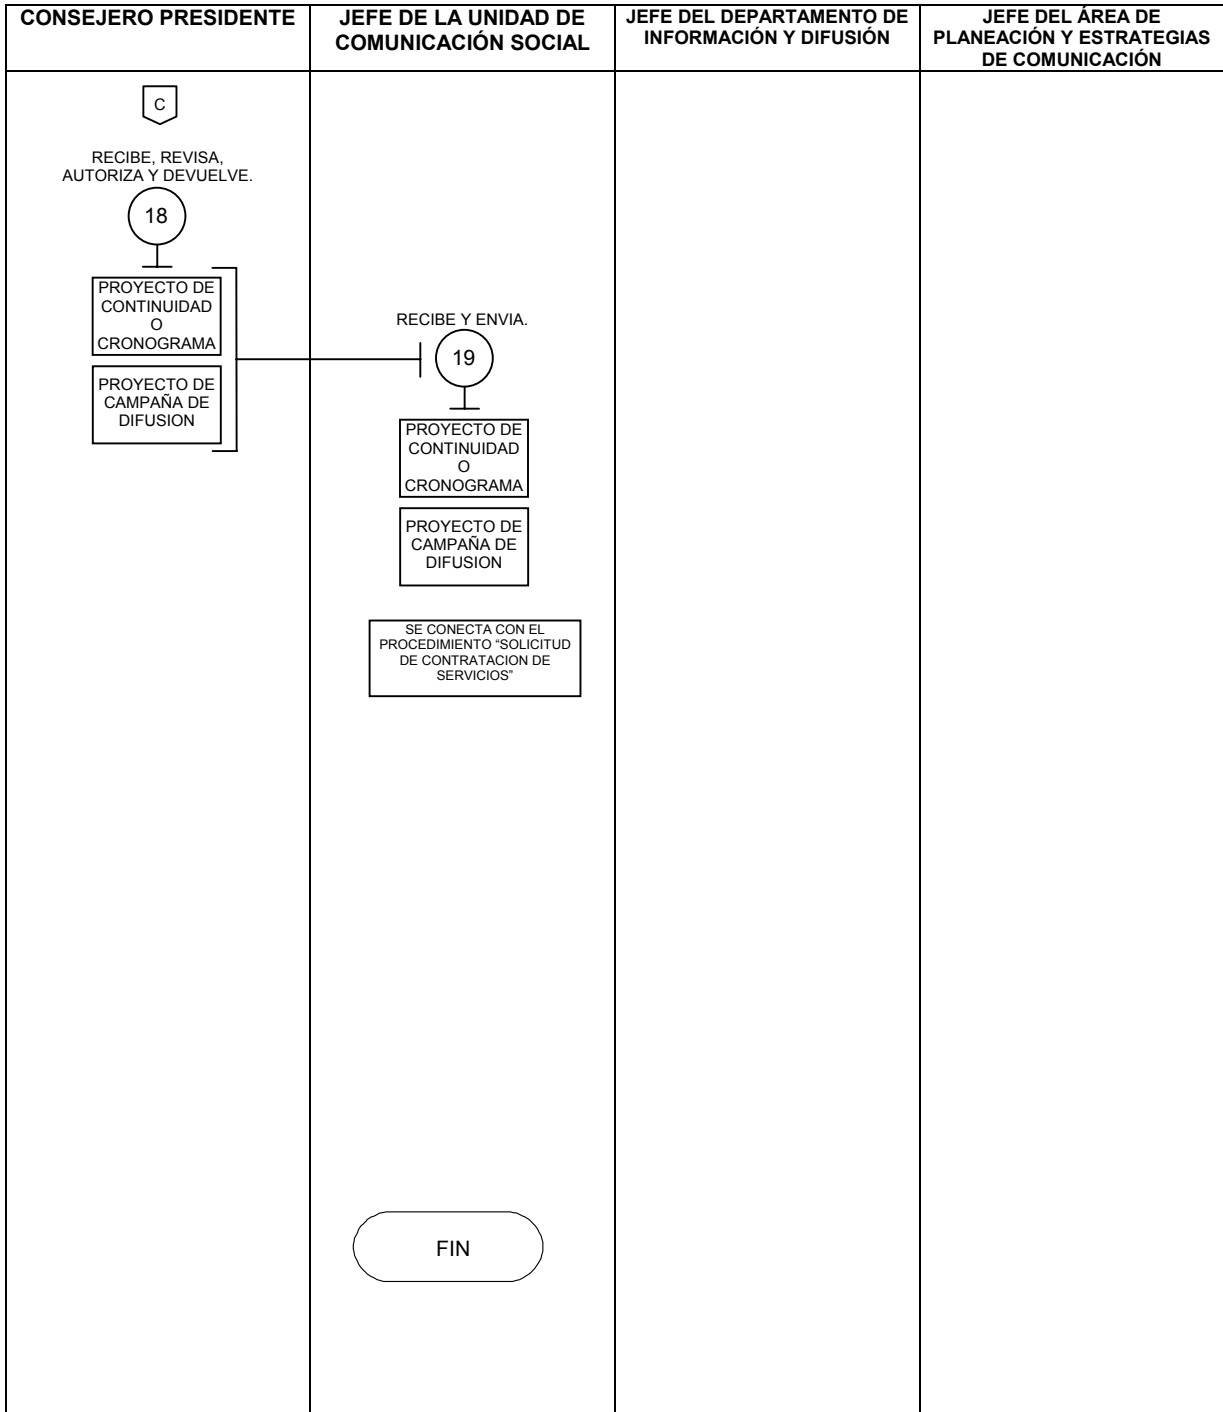 CONSEJERO PRESIDENTE
JEFE DE LA UNIDAD DE
COMUNICACIÓN SOCIAL
JEFE DEL DEPARTAMENTO DE
INFORMACIÓN Y DIFUSIÓN
JEFE DEL ÁREA DE
PLANEACIÓN Y ESTRATEGIAS
DE COMUNICACIÓN
C
RECIBE, REVISA,
AUTORIZA Y DEVUELVE.
18
PROYECTO DE
CONTINUIDAD
O
CRONOGRAMA
PROYECTO DE
CAMPAÑA DE
DIFUSION
RECIBE Y ENVIA.
19
PROYECTO DE
CONTINUIDAD
O
CRONOGRAMA
PROYECTO DE
CAMPAÑA DE
DIFUSION
SE CONECTA CON EL
PROCEDIMIENTO “SOLICITUD
DE CONTRATACION DE
SERVICIOS”
FIN